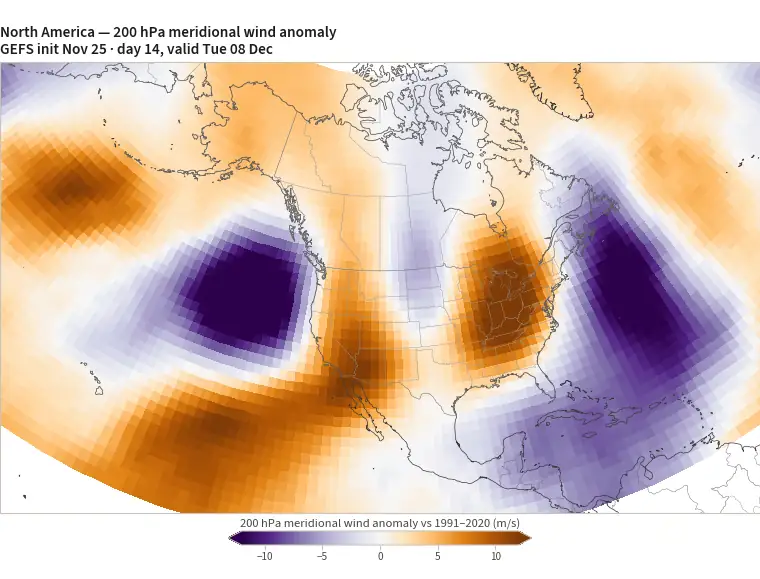 North America — 200 hPa meridional wind anomaly
GEFS init Nov 25 · day 14, valid Tue 08 Dec
200 hPa meridional wind anomaly vs 1991–2020 (m/s)
−10 −5 0 5 10